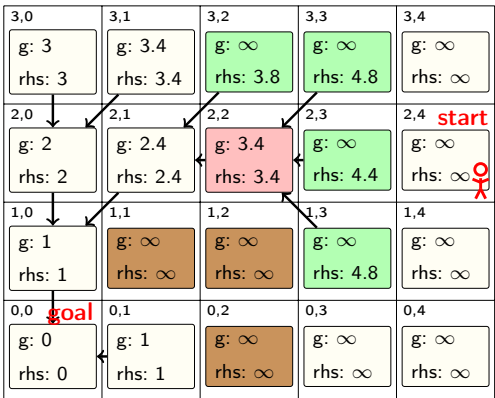 3,0 3,1 3,2 3,3 3,4
g: 3 g: 3.4 g: ∞ g: ∞ g: ∞
rhs: 3 rhs: 3.4 rhs: 3.8 rhs: 4.8 rhs: ∞
2,0 2,1 2,2 2,3 2,4
start
g: 2 g: 2.4 g: 3.4 g: ∞ g: ∞
rhs: 2 rhs: 2.4 rhs: 3.4 rhs: 4.4 rhs: ∞
1,0 1,1 1,2 1,3 1,4
g: 1 g: ∞ g: ∞ g: ∞ g: ∞
rhs: 1 rhs: ∞ rhs: ∞ rhs: 4.8 rhs: ∞
0,0 goal 0,1 0,2 0,3 0,4
g: 0 g: 1 g: ∞ g: ∞ g: ∞
rhs: 0 rhs: 1 rhs: ∞ rhs: ∞ rhs: ∞